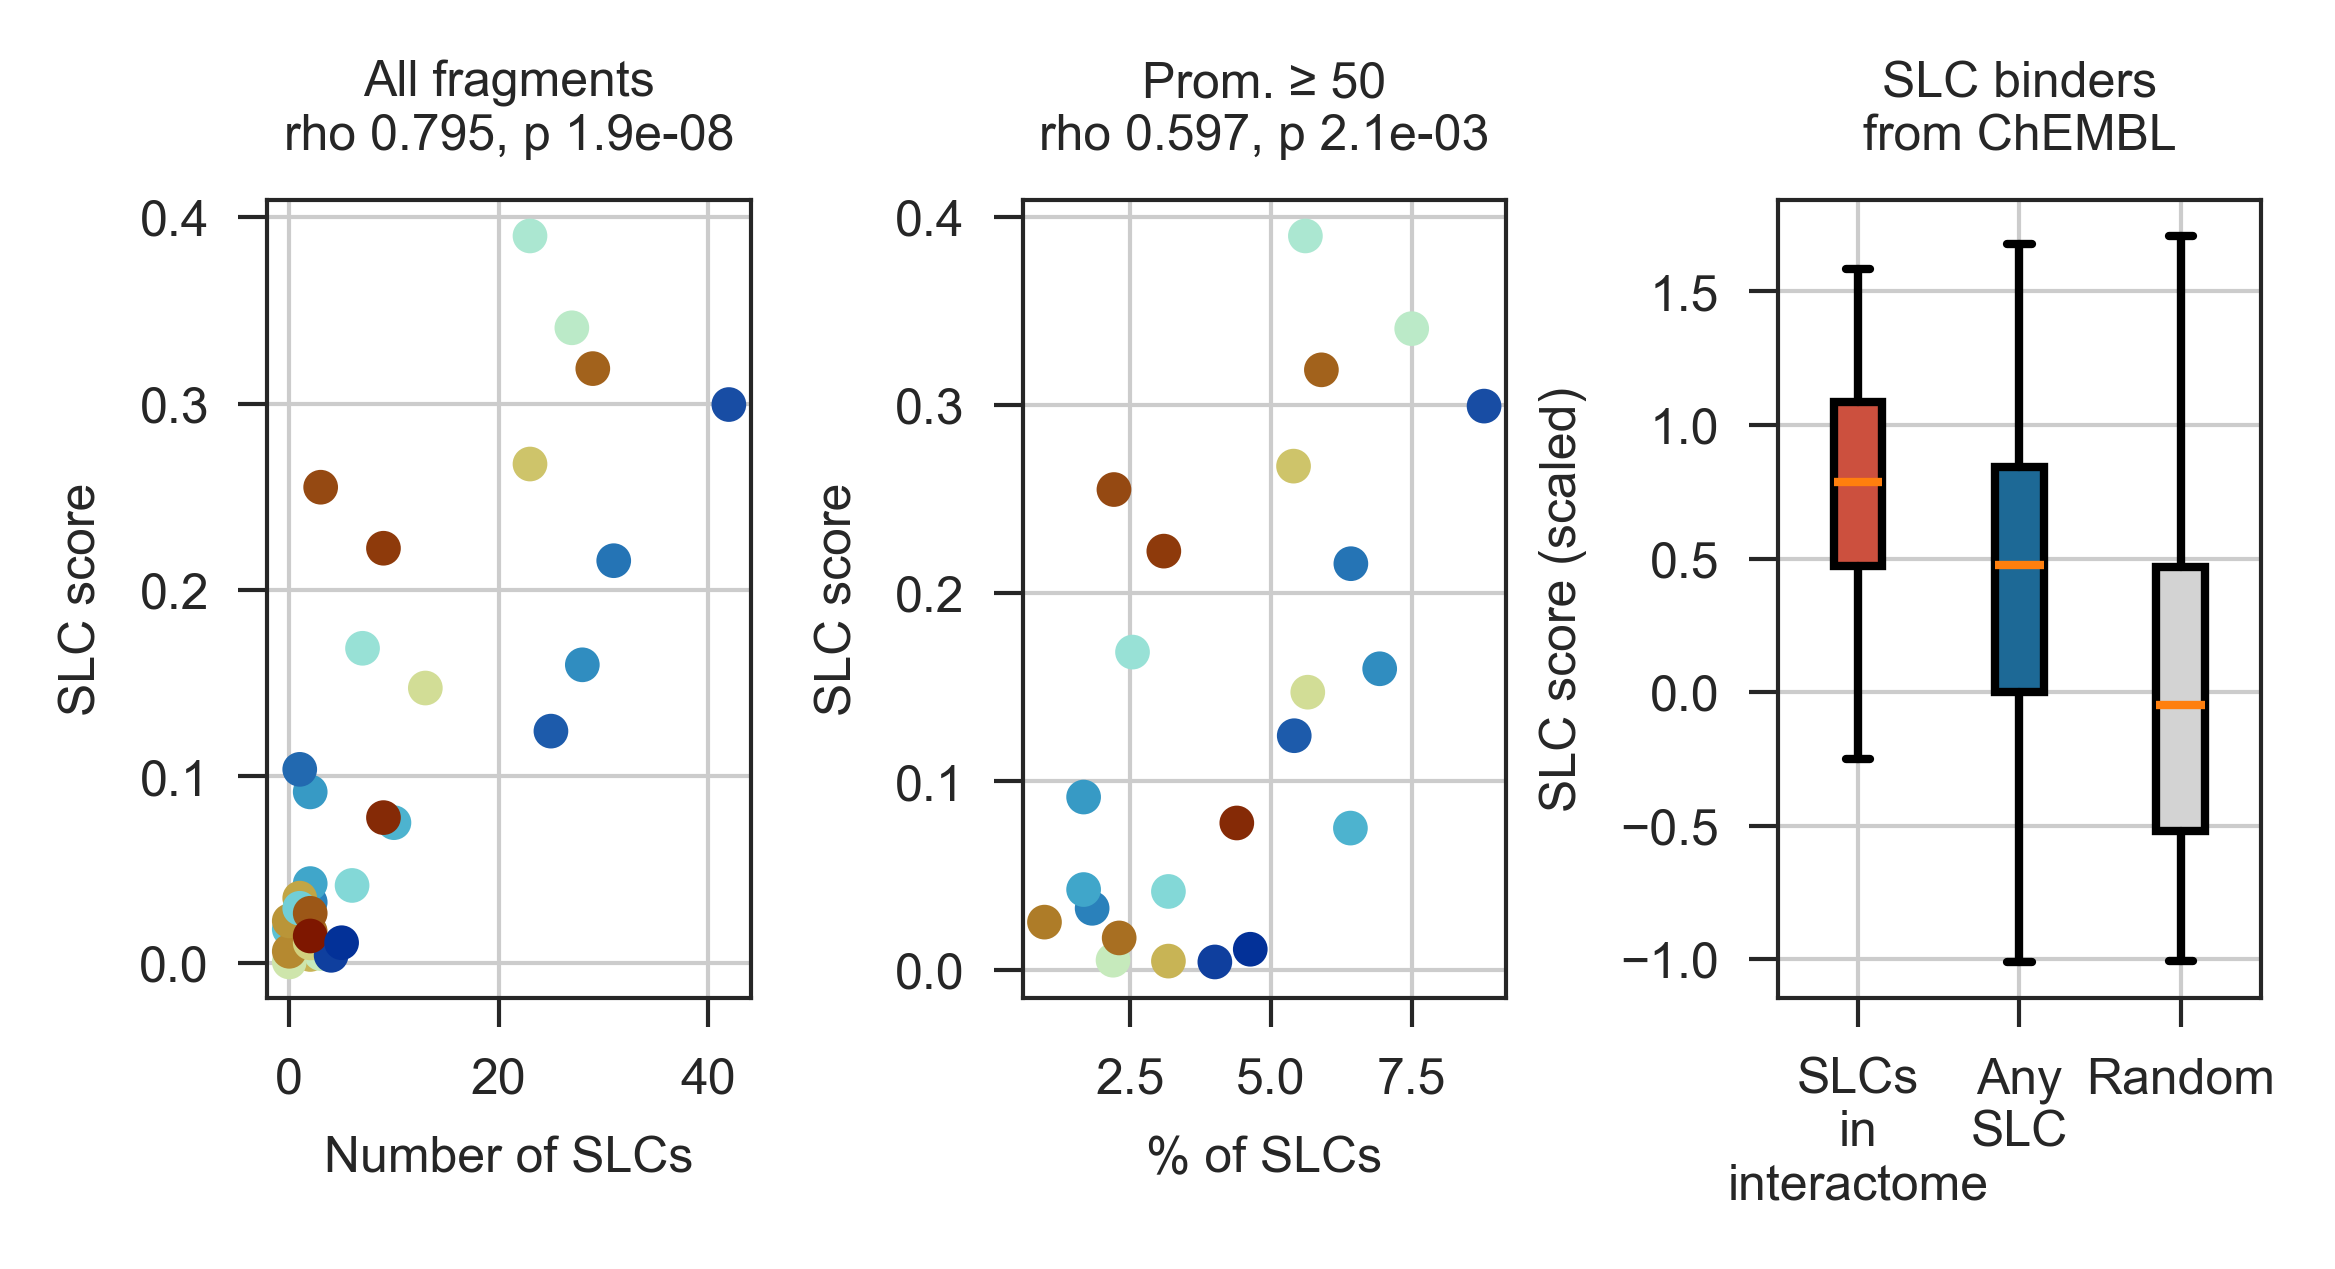 All fragments
rho 0.795, p 1.9e-08
SLC score
0.4
0.3
0.2
0.1
0.0
0 20 40
Number of SLCs
Prom. ≥ 50
rho 0.597, p 2.1e-03
SLC score
0.4
0.3
0.2
0.1
0.0
2.5 5.0 7.5
% of SLCs
SLC binders
from ChEMBL
SLC score (scaled)
1.5
1.0
0.5
0.0
−0.5
−1.0
SLCs
in
interactome
Any
SLC
Random